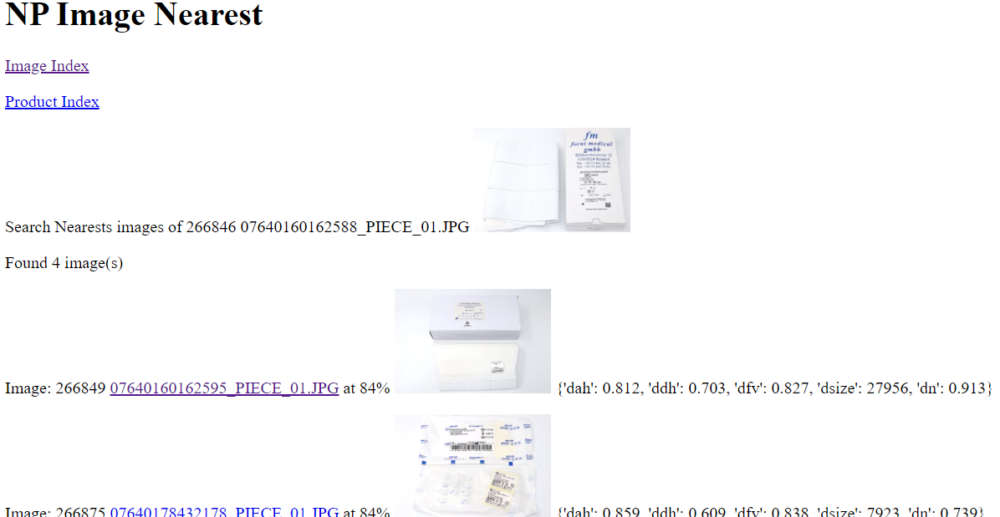 NP Image Nearest
Image Index
Product Index
fm
fornt medical
gmbh
Search Nearests images of 266846 07640160162588_PIECE_01.JPG
Found 4 image(s)
Image: 266849 07640160162595_PIECE_01.JPG at 84% {'dah': 0.812, 'ddh': 0.703, 'dfv': 0.827, 'dsize': 27956, 'dn': 0.913}
Image: 266875 07640178432178_PIECE_01.JPG at 84% {'dah': 0.859, 'ddh': 0.609, 'dfv': 0.838, 'dsize': 7923, 'dn': 0.739}